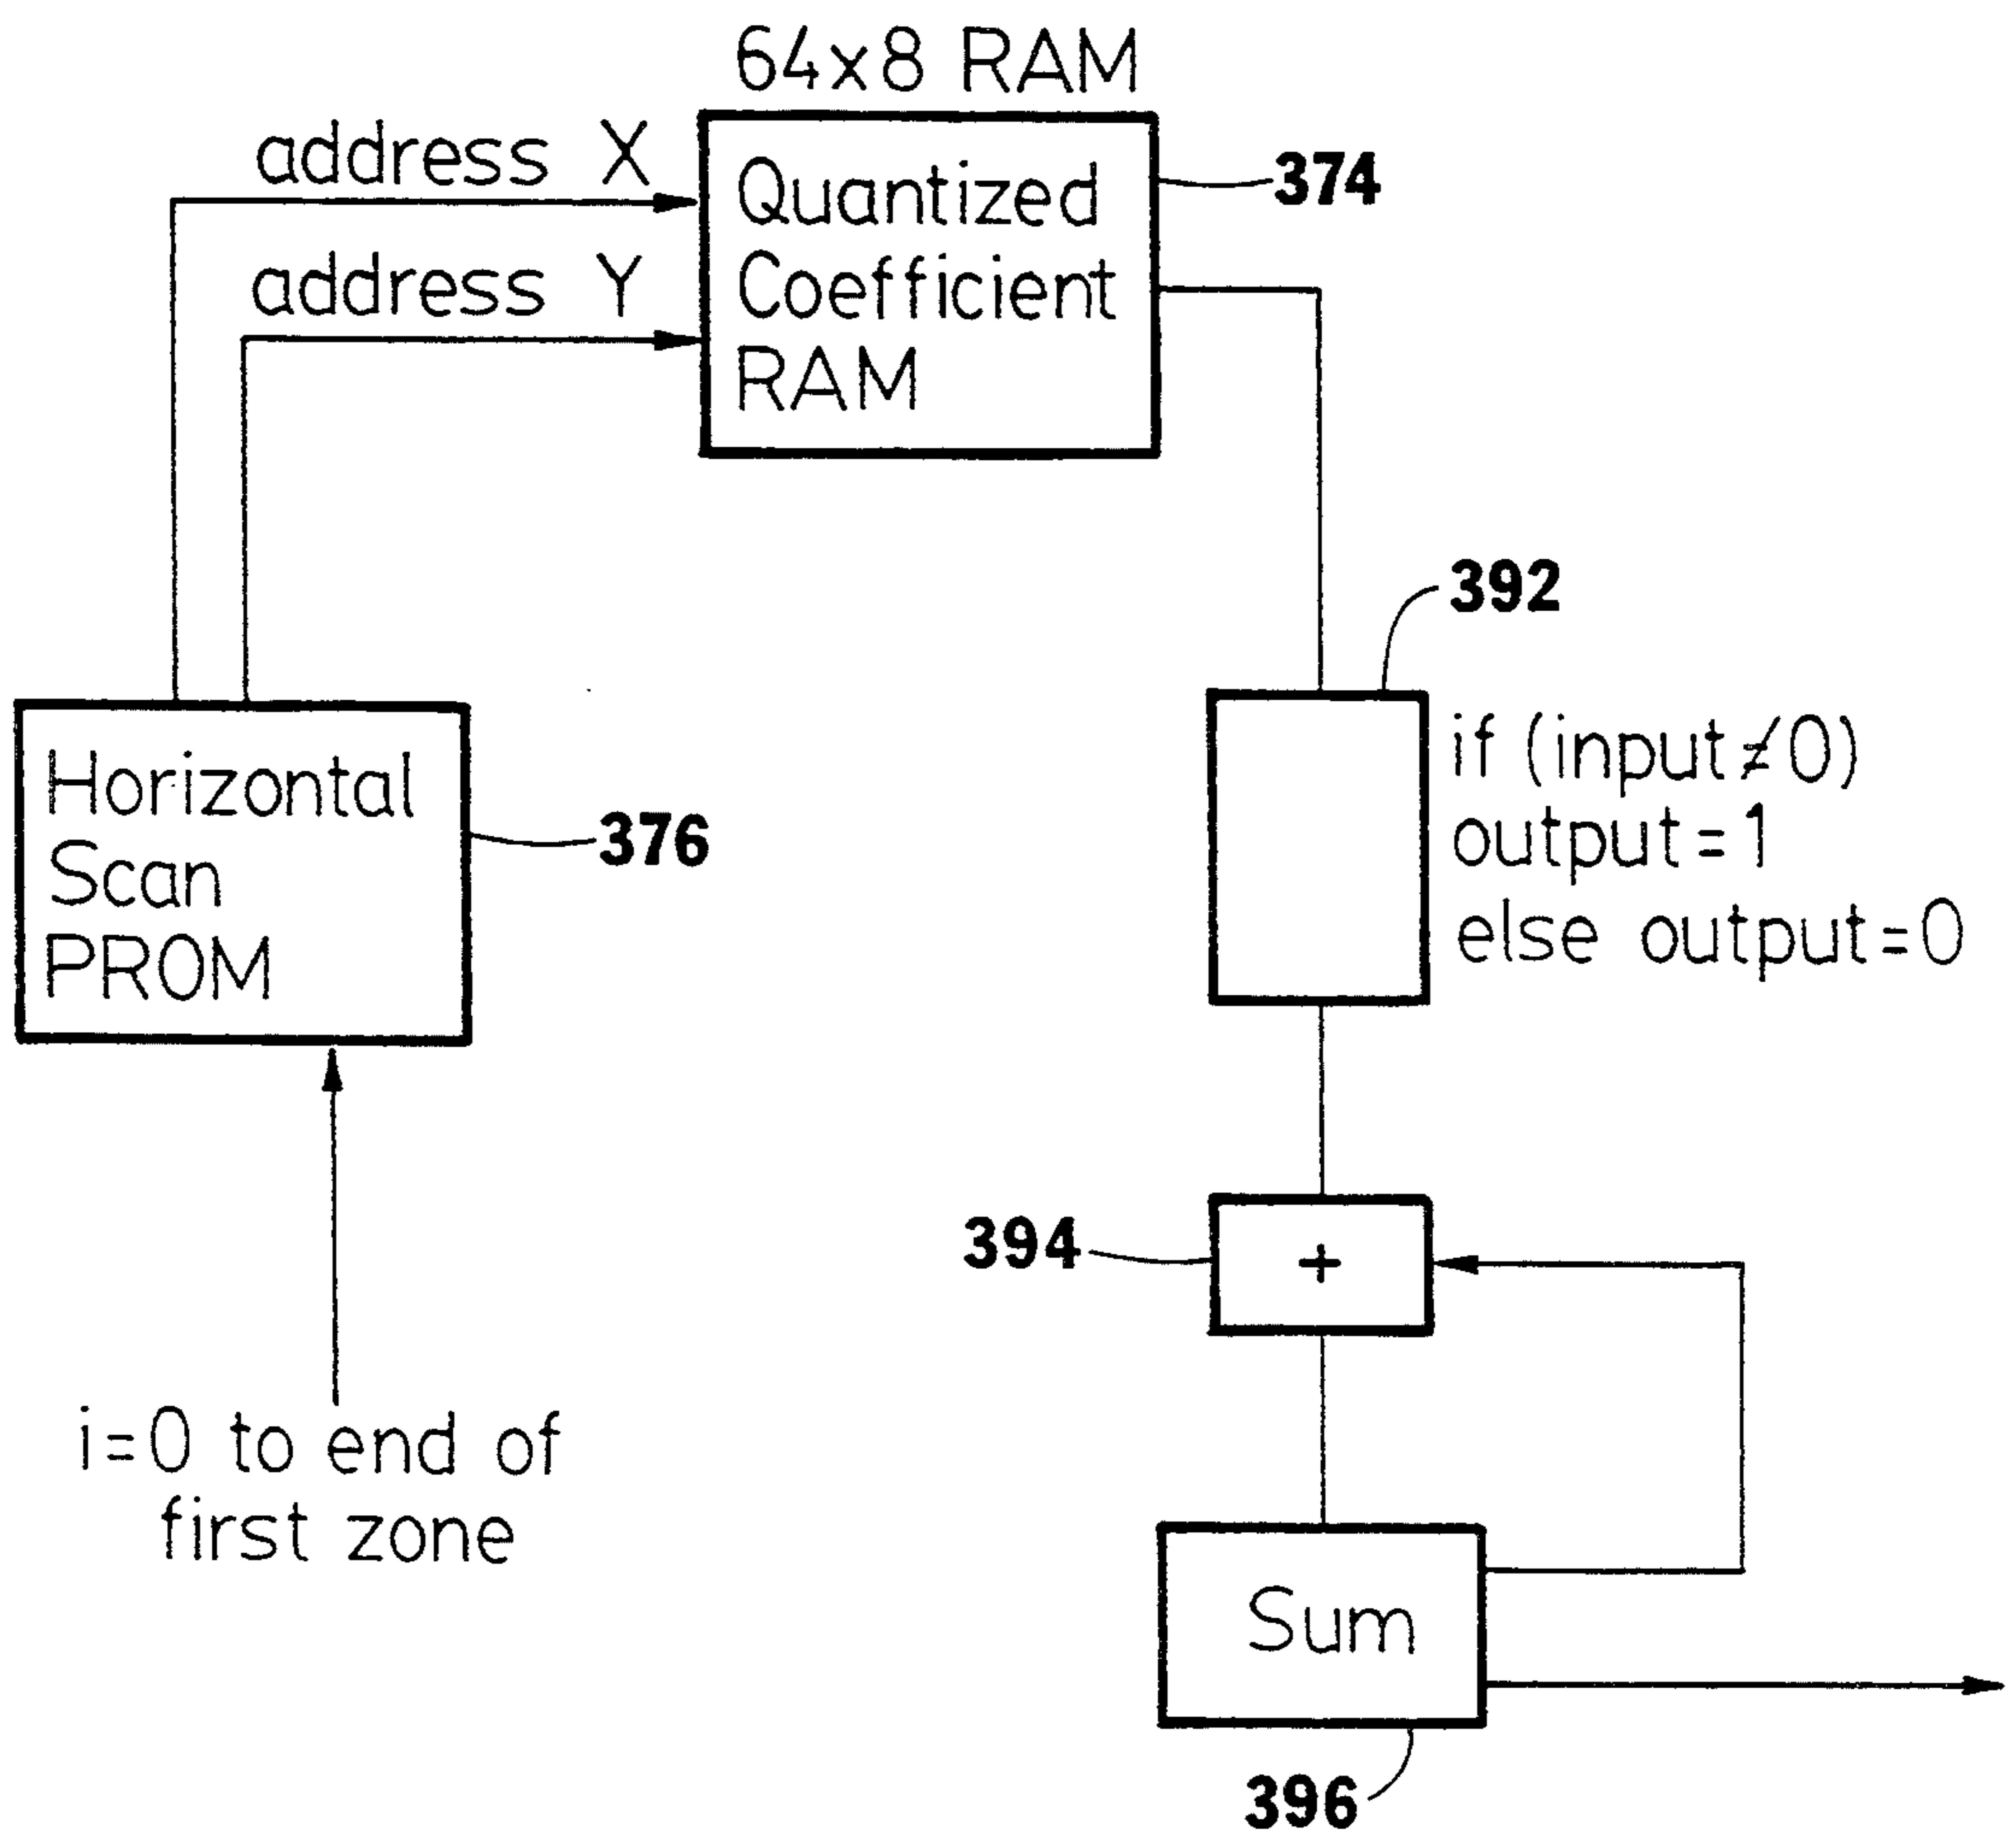 64x8 RAM
address X
Quantized
Coefficient
RAM
374
address Y
392
if (input≠0)
output=1
else output=0
Horizontal
Scan
PROM
376
394
+
i=0 to end of
first zone
Sum
396